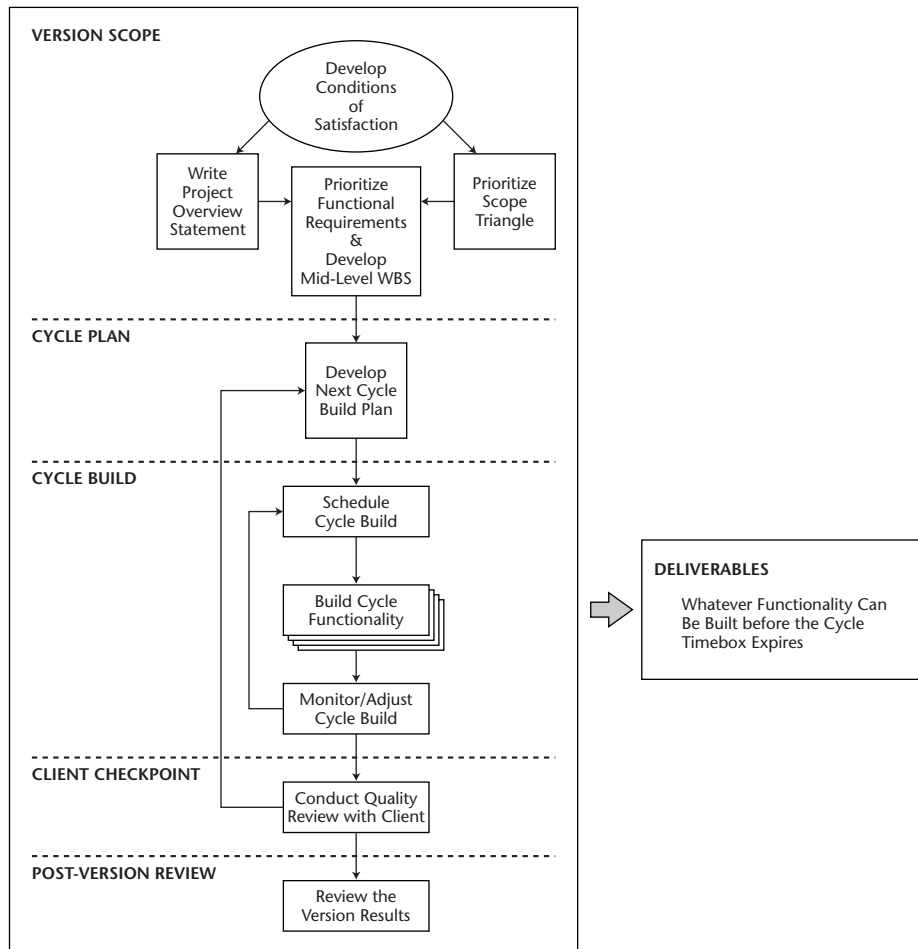 VERSION SCOPE
Develop
Conditions
of
Satisfaction
Write
Project
Overview
Statement
Prioritize
Functional
Requirements
&
Develop
Mid-Level WBS
Prioritize
Scope
Triangle
CYCLE PLAN
Develop
Next Cycle
Build Plan
CYCLE BUILD
Schedule
Cycle Build
Build Cycle
Functionality
Monitor/Adjust
Cycle Build
CLIENT CHECKPOINT
Conduct Quality
Review with Client
POST-VERSION REVIEW
Review the
Version Results
DELIVERABLES
Whatever Functionality Can
Be Built before the Cycle
Timebox Expires